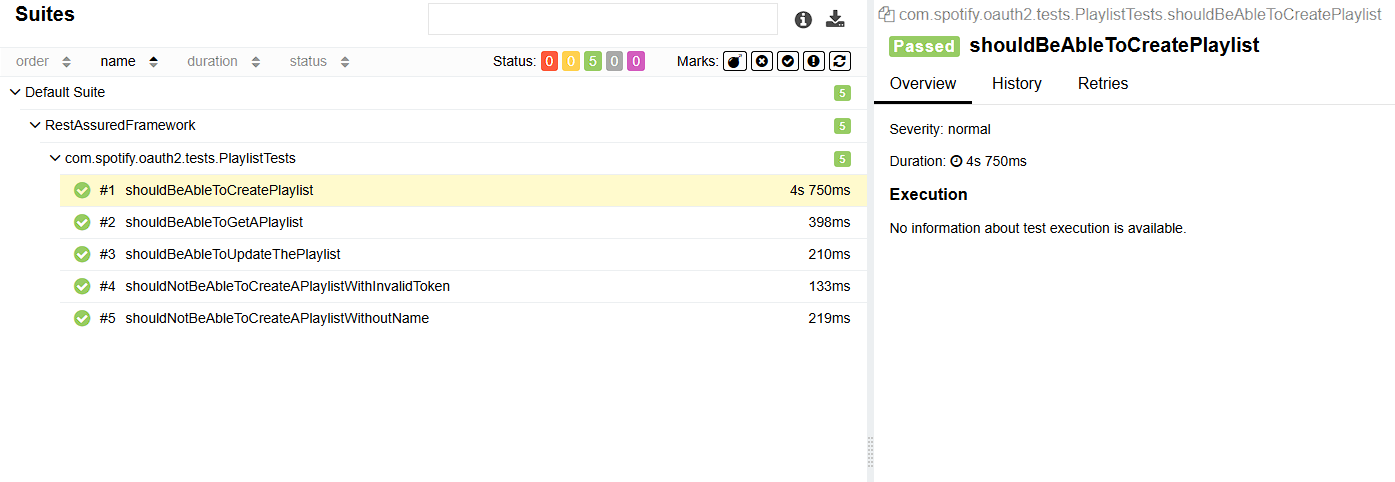 Suites
order name duration status Status: 0 0 5 0 0 Marks:
Default Suite 5
RestAssuredFramework 5
com.spotify.oauth2.tests.PlaylistTests 5
#1 shouldBeAbleToCreatePlaylist 4s 750ms
#2 shouldBeAbleToGetAPlaylist 398ms
#3 shouldBeAbleToUpdateThePlaylist 210ms
#4 shouldNotBeAbleToCreateAPlaylistWithInvalidToken 133ms
#5 shouldNotBeAbleToCreateAPlaylistWithoutName 219ms
com.spotify.oauth2.tests.PlaylistTests.shouldBeAbleToCreatePlaylist
Passed shouldBeAbleToCreatePlaylist
Overview History Retries
Severity: normal
Duration: 4s 750ms
Execution
No information about test execution is available.